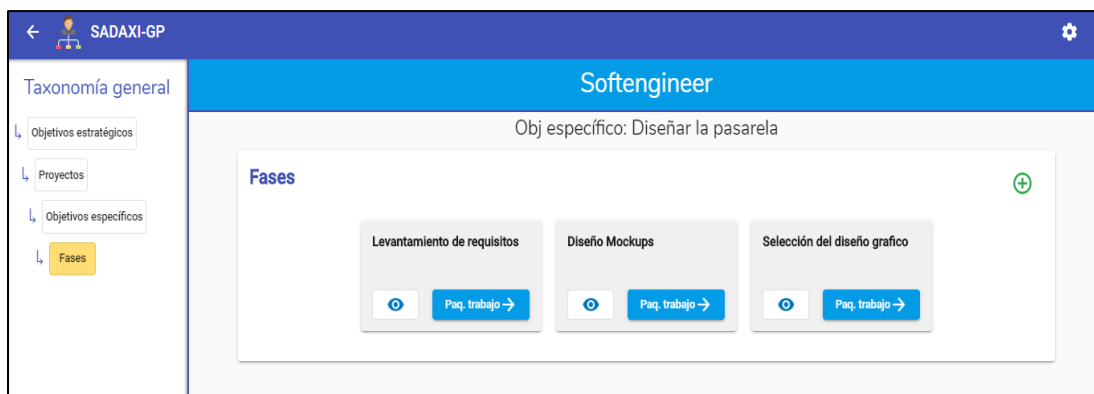 SADAXI-GP
Taxonomía general
Objetivos estratégicos
Proyectos
Objetivos específicos
Fases
Softengineer
Obj específico: Diseñar la pasarela
Fases
Levantamiento de requisitos
Paq. trabajo
Diseño Mockups
Paq. trabajo
Selección del diseño grafico
Paq. trabajo